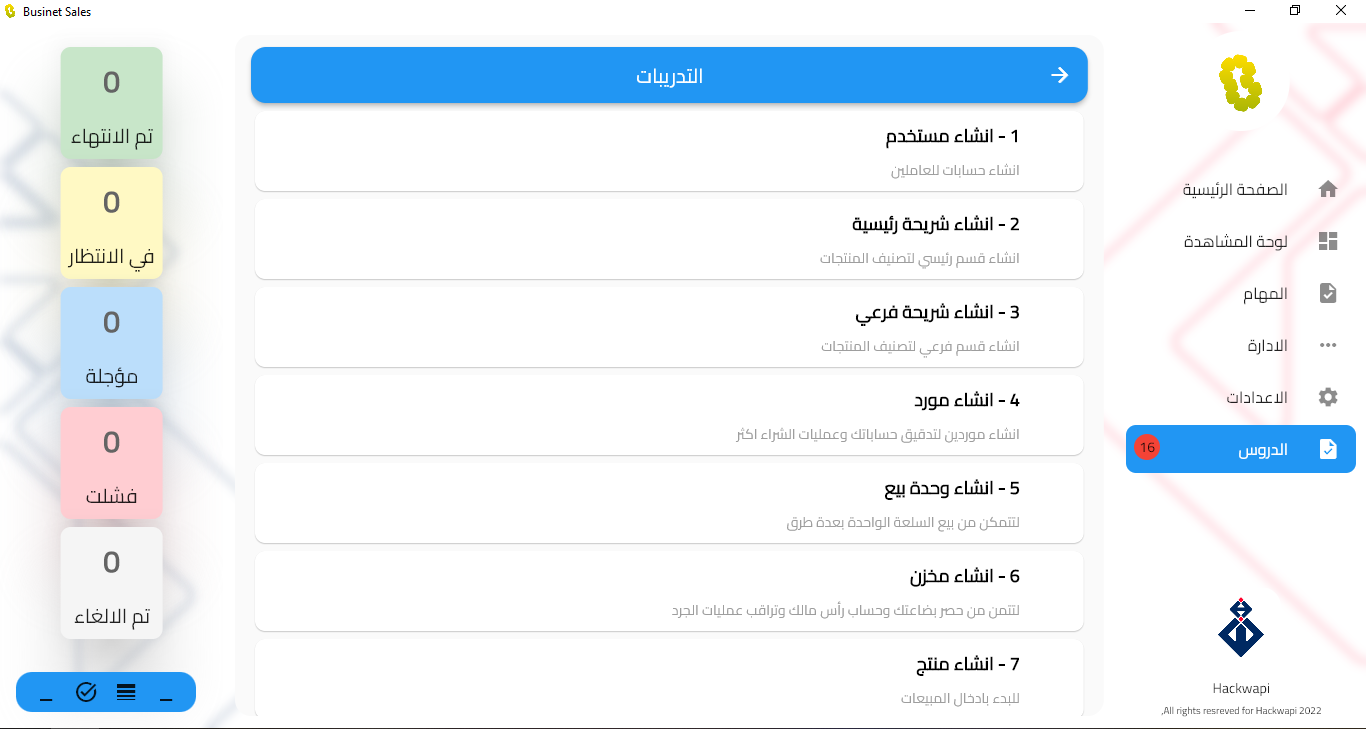 Businet Sales
الصفحة الرئيسية
لوحة المشاهدة
المهام
الادارة
الاعدادات
الدروس
16
Hackwapi
,All rights resreved for Hackwapi 2022
التدريبات
1 - انشاء مستخدم
انشاء حسابات للعاملين
2 - انشاء شريحة رئيسية
انشاء قسم رئيسي لتصنيف المنتجات
3 - انشاء شريحة فرعي
انشاء قسم فرعي لتصنيف المنتجات
4 - انشاء مورد
انشاء موردين لتدقيق حساباتك وعمليات الشراء اكثر
5 - انشاء وحدة بيع
لتتمكن من بيع السلعة الواحدة بعدة طرق
6 - انشاء مخزن
لتتمن من حصر بضاعتك وحساب رأس مالك وتراقب عمليات الجرد
7 - انشاء منتج
للبدء بادخال المبيعات
0
تم الانتهاء
0
في الانتظار
0
مؤجلة
0
فشلت
0
تم الالغاء